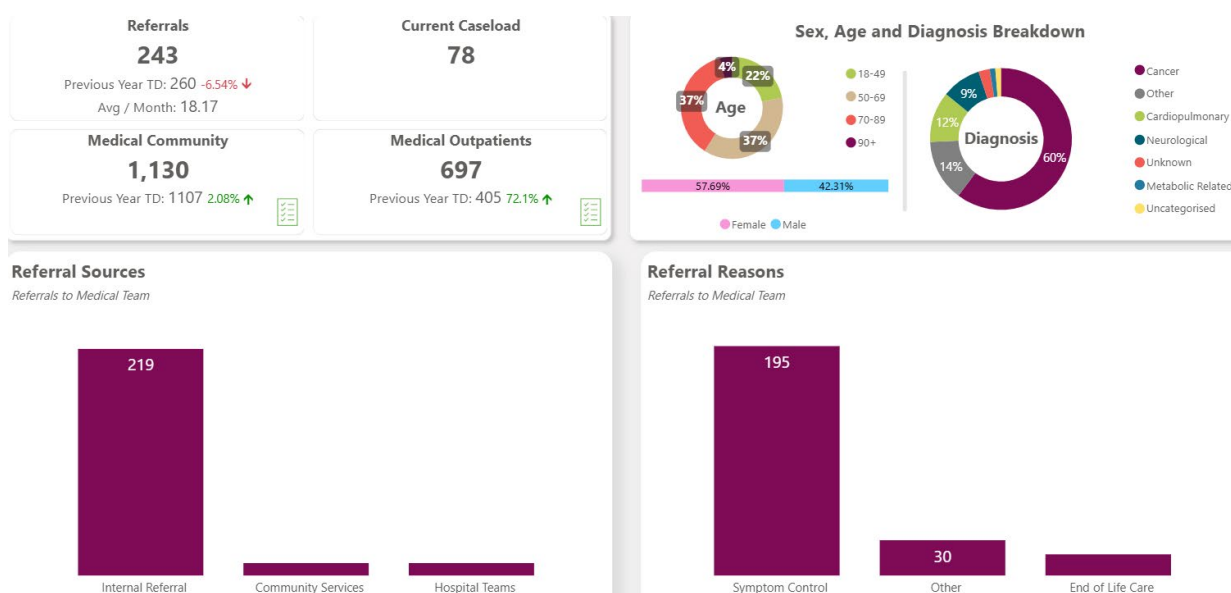 Referrals
243
Previous Year TD: 260 -6.54%
Avg / Month: 18.17
Current Caseload
78
Medical Community
1,130
Previous Year TD: 1107 2.08%
Medical Outpatients
697
Previous Year TD: 405 72.1%
Sex, Age and Diagnosis Breakdown
4%
22%
37%
Age
37%
18-49
50-69
70-89
90+
57.69% 42.31%
Female Male
9%
12%
Diagnosis
60%
14%
Cancer
Other
Cardiopulmonary
Neurological
Unknown
Metabolic Related
Uncategorised
Referral Sources
Referrals to Medical Team
219
Internal Referral Community Services Hospital Teams
Referral Reasons
Referrals to Medical Team
195
30
Symptom Control Other End of Life Care